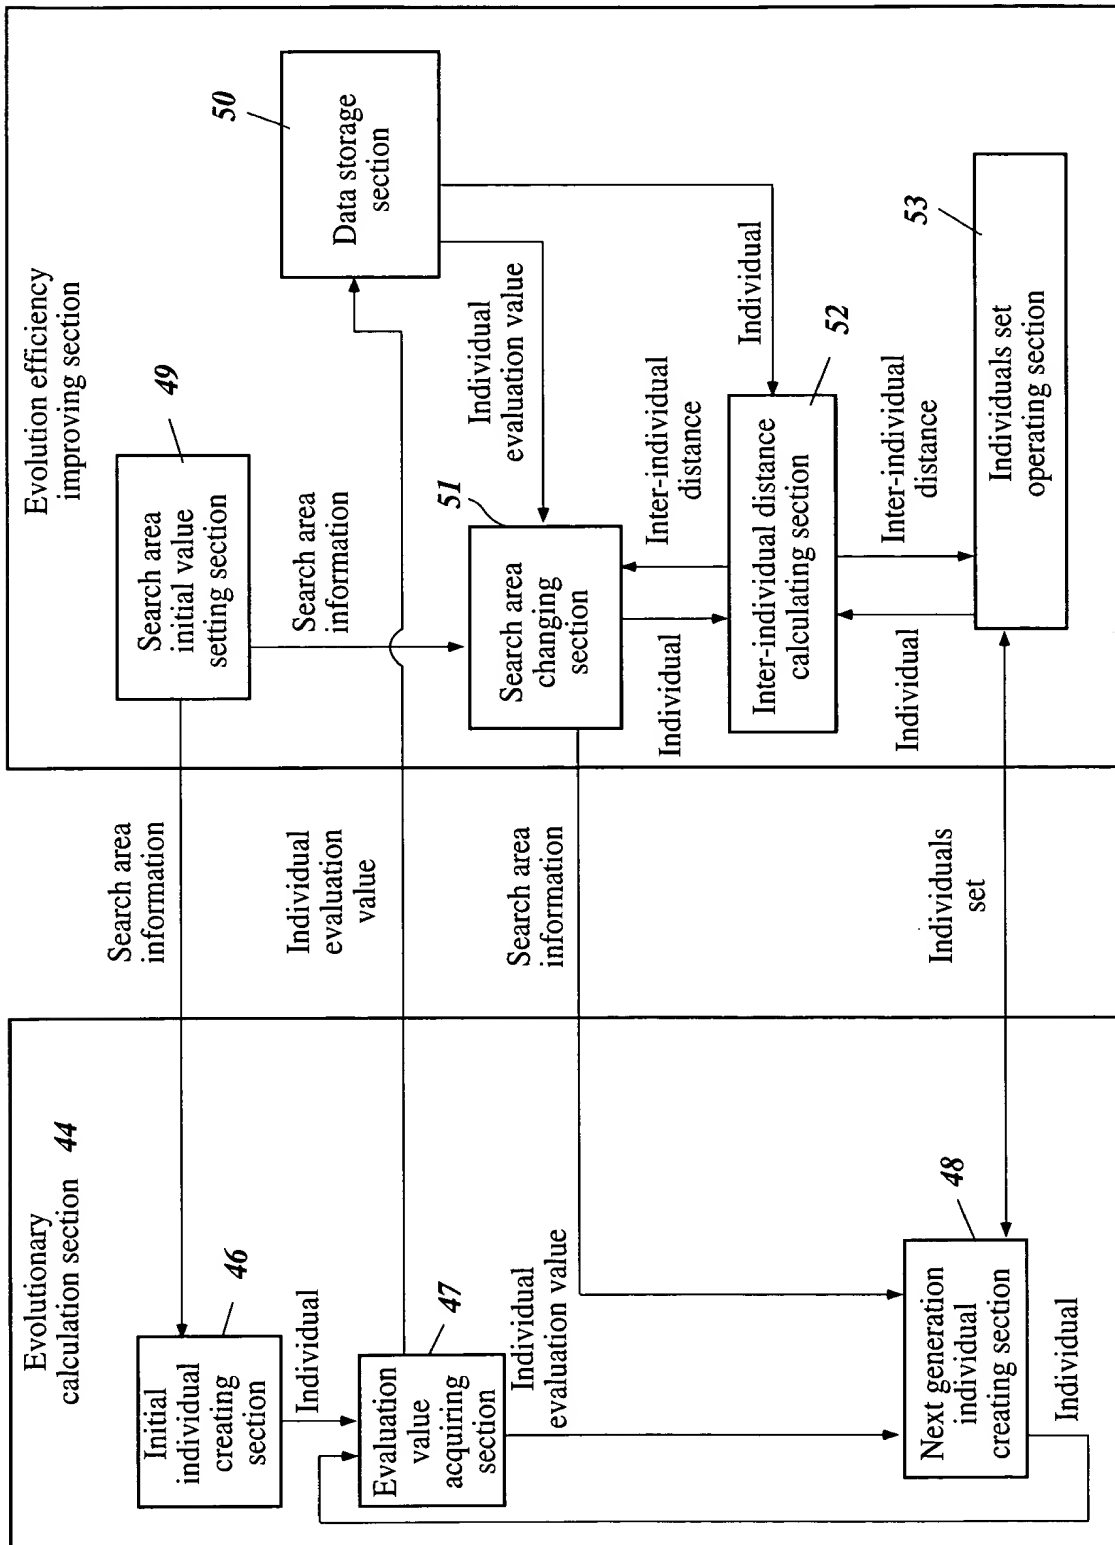 Evolutionary
calculation section 44
Initial
individual
creating
section
46
Individual
Evaluation
value
acquiring
section
47
Individual
evaluation value
Next generation
individual
creating section
48
Individual
Search area
information
Individual
evaluation
value
Search area
information
Individuals
set
Evolution efficiency
improving section
Search area
initial value
setting section
49
Search area
information
Data storage
section
50
Individual
evaluation value
Individual
Search area
changing
section
51
Individual
Inter-individual
distance
Inter-individual distance
calculating section
52
Individual
Inter-individual
distance
Individuals set
operating section
53